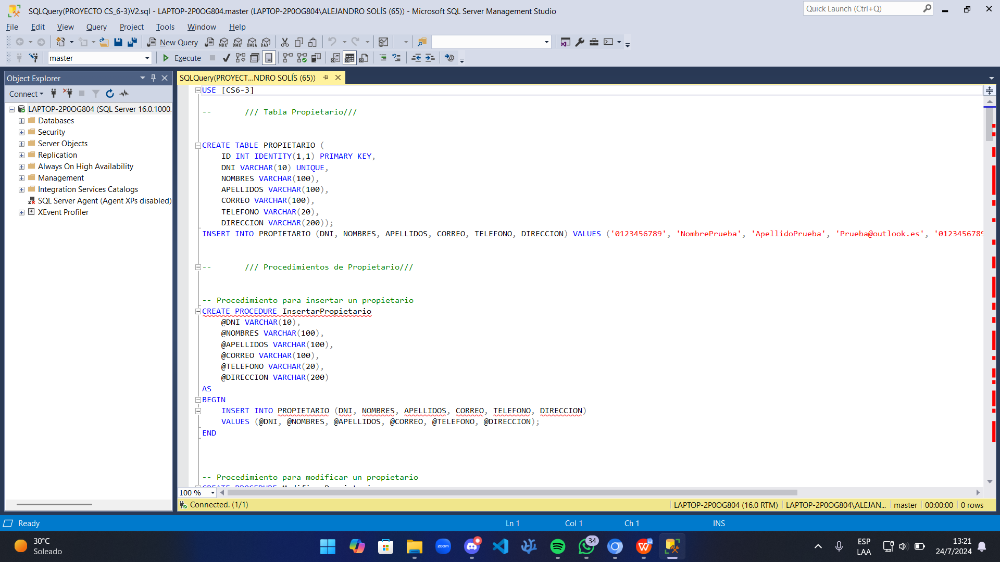 SQLQuery(PROYECTO CS_6-3)V2.sql - LAPTOP-2P0OG804.master (LAPTOP-2P0OG804\ALEJANDRO SOLÍS (65)) - Microsoft SQL Server Management Studio
Quick Launch (Ctrl+Q)
File Edit View Query Project Tools Window Help
New Query MDX DMX XMLA DAX
master Execute
Object Explorer
Connect
LAPTOP-2P0OG804 (SQL Server 16.0.1000.
Databases
Security
Server Objects
Replication
Always On High Availability
Management
Integration Services Catalogs
SQL Server Agent (Agent XPs disabled)
XEvent Profiler
SQLQuery(PROYECT...NDRO SOLÍS (65))
USE [CS6-3]
-- /// Tabla Propietario///
CREATE TABLE PROPIETARIO (
ID INT IDENTITY(1,1) PRIMARY KEY,
DNI VARCHAR(10) UNIQUE,
NOMBRES VARCHAR(100),
APELLIDOS VARCHAR(100),
CORREO VARCHAR(100),
TELEFONO VARCHAR(20),
DIRECCION VARCHAR(200));
INSERT INTO PROPIETARIO (DNI, NOMBRES, APELLIDOS, CORREO, TELEFONO, DIRECCION) VALUES ('0123456789', 'NombrePrueba', 'ApellidoPrueba', 'Prueba@outlook.es', '0123456789
-- /// Procedimientos de Propietario///
-- Procedimiento para insertar un propietario
CREATE PROCEDURE InsertarPropietario
@DNI VARCHAR(10),
@NOMBRES VARCHAR(100),
@APELLIDOS VARCHAR(100),
@CORREO VARCHAR(100),
@TELEFONO VARCHAR(20),
@DIRECCION VARCHAR(200)
AS
BEGIN
INSERT INTO PROPIETARIO (DNI, NOMBRES, APELLIDOS, CORREO, TELEFONO, DIRECCION)
VALUES (@DNI, @NOMBRES, @APELLIDOS, @CORREO, @TELEFONO, @DIRECCION);
END
-- Procedimiento para modificar un propietario
100 %
Connected. (1/1)
LAPTOP-2P0OG804 (16.0 RTM) LAPTOP-2P0OG804\ALEJAN... master 00:00:00 0 rows
Ready Ln 1 Col 1 Ch 1 INS
30°C
Soleado
zoom
34
ESP
LAA
13:21
24/7/2024